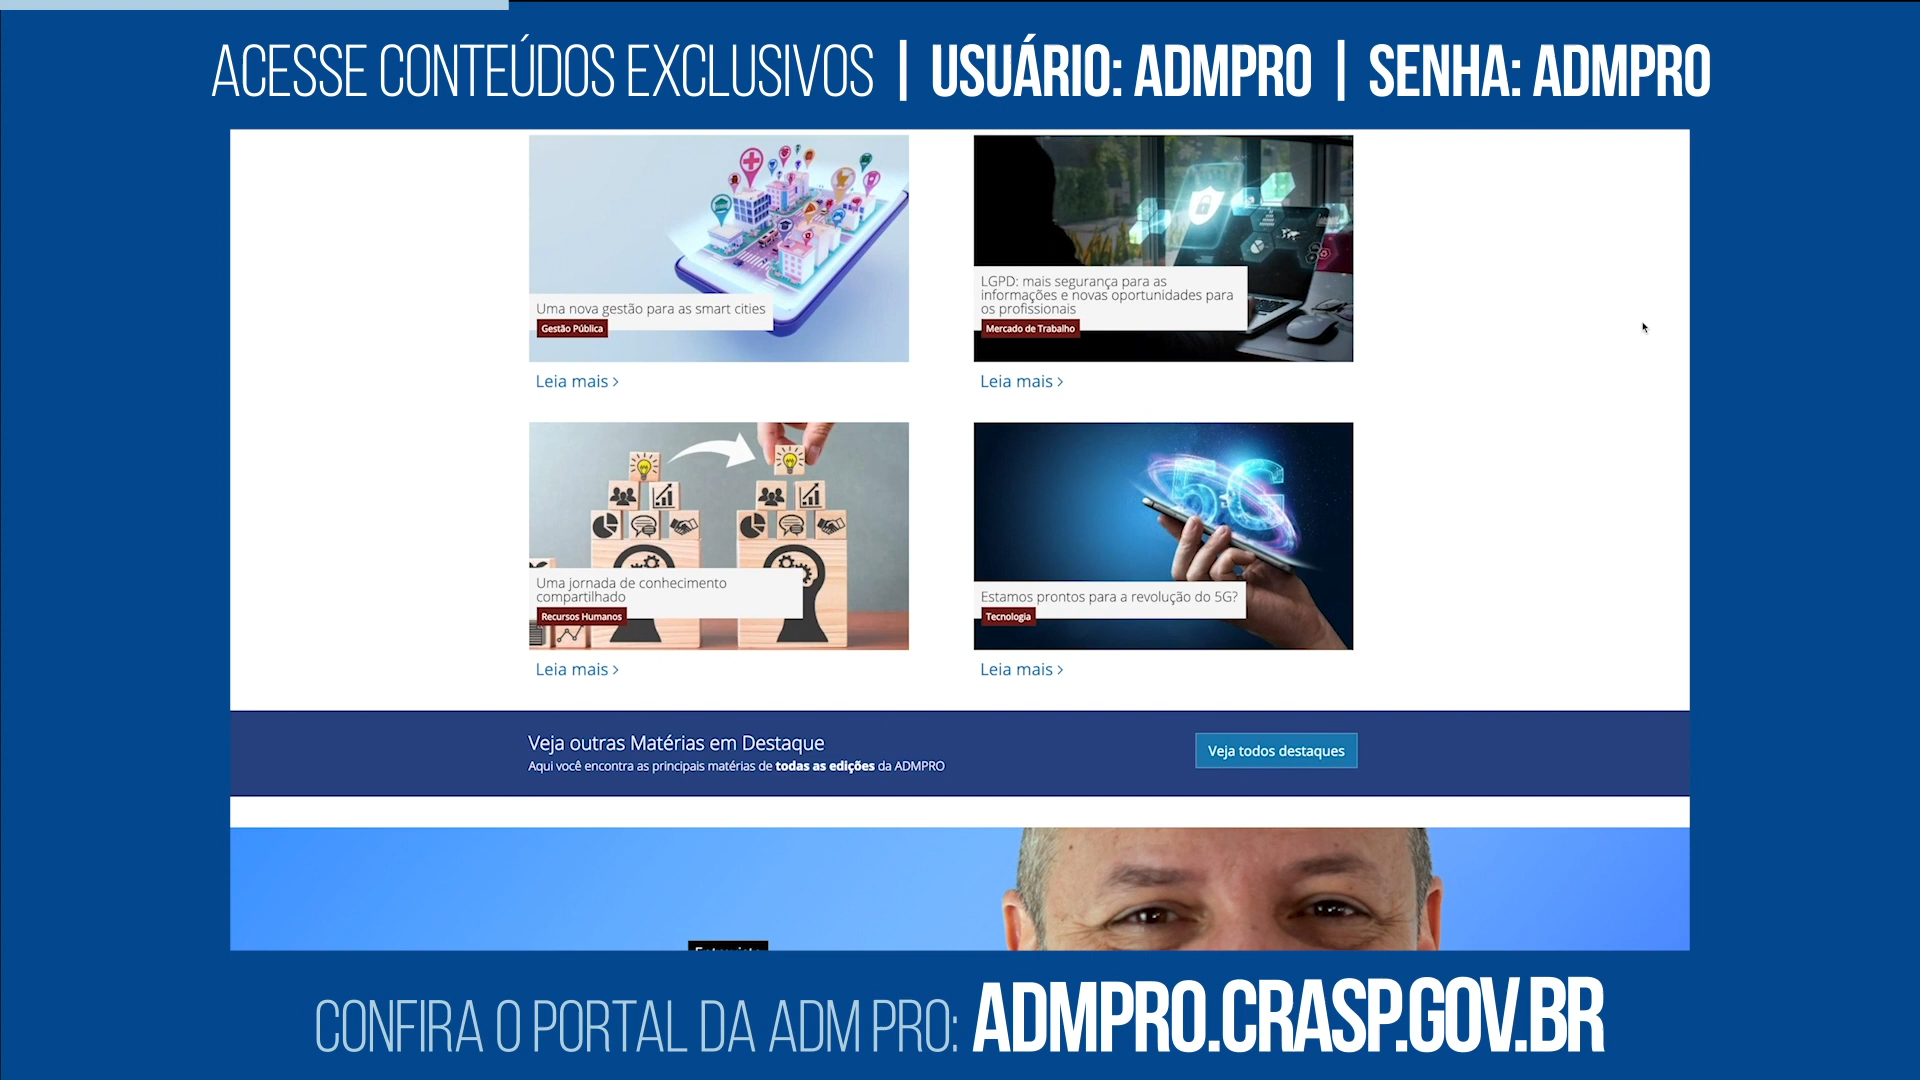 ACESSE CONTEÚDOS EXCLUSIVOS | USUÁRIO: ADMPRO | SENHA: ADMPRO
Uma nova gestão para as smart cities
Gestão Pública
Leia mais >
LGPD: mais segurança para as
informações e novas oportunidades para
os profissionais
Mercado de Trabalho
Leia mais >
Uma jornada de conhecimento
compartilhado
Recursos Humanos
Leia mais >
5G
Estamos prontos para a revolução do 5G?
Tecnologia
Leia mais >
Veja outras Matérias em Destaque
Aqui você encontra as principais matérias de todas as edições da ADMPRO
Veja todos destaques
CONFIRA O PORTAL DA ADM PRO: ADMPRO.CRASP.GOV.BR